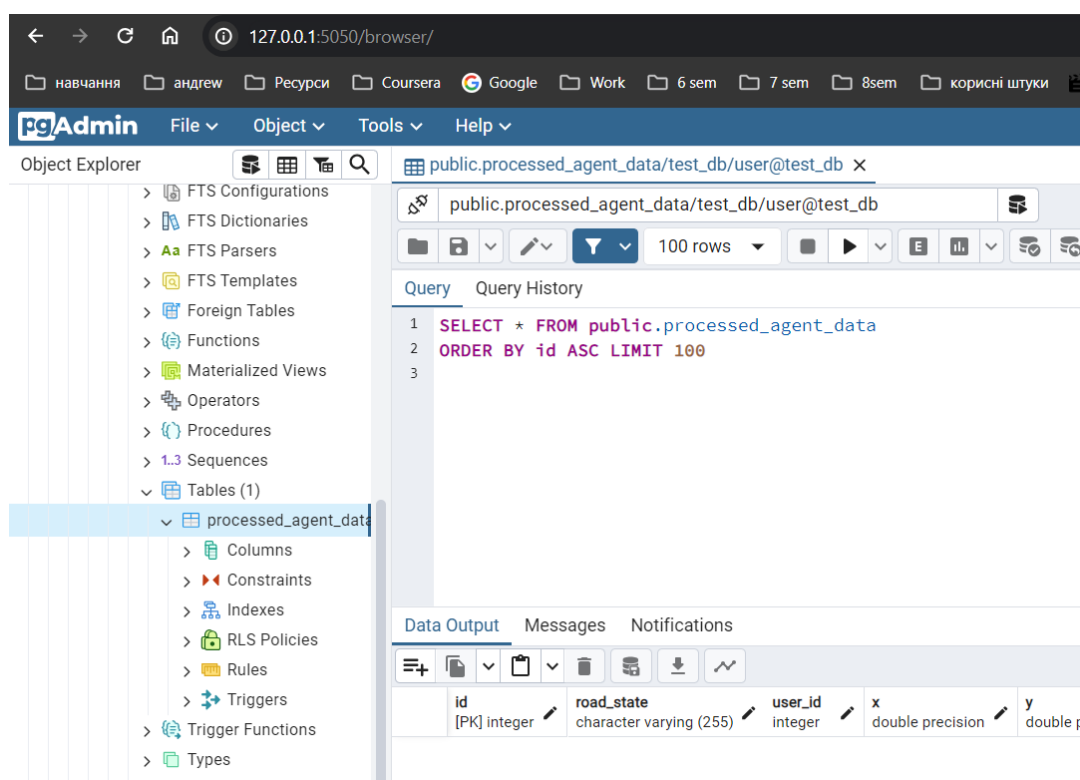 127.0.0.1:5050/browser/
навчання андrew Ресурси Coursera Google Work 6 sem 7 sem 8sem корисні штуки
pgAdmin File Object Tools Help
Object Explorer
public.processed_agent_data/test_db/user@test_db
FTS Configurations
public.processed_agent_data/test_db/user@test_db
FTS Dictionaries
Aa FTS Parsers
100 rows E
FTS Templates
Query Query History
Foreign Tables
1 SELECT * FROM public.processed_agent_data
Functions
2 ORDER BY id ASC LIMIT 100
Materialized Views
3
Operators
Procedures
1..3 Sequences
Tables (1)
processed_agent_data
Columns
Constraints
Indexes
Data Output Messages Notifications
RLS Policies
Rules
id road_state user_id x y
Triggers
[PK] integer character varying (255) integer double precision double
Trigger Functions
Types